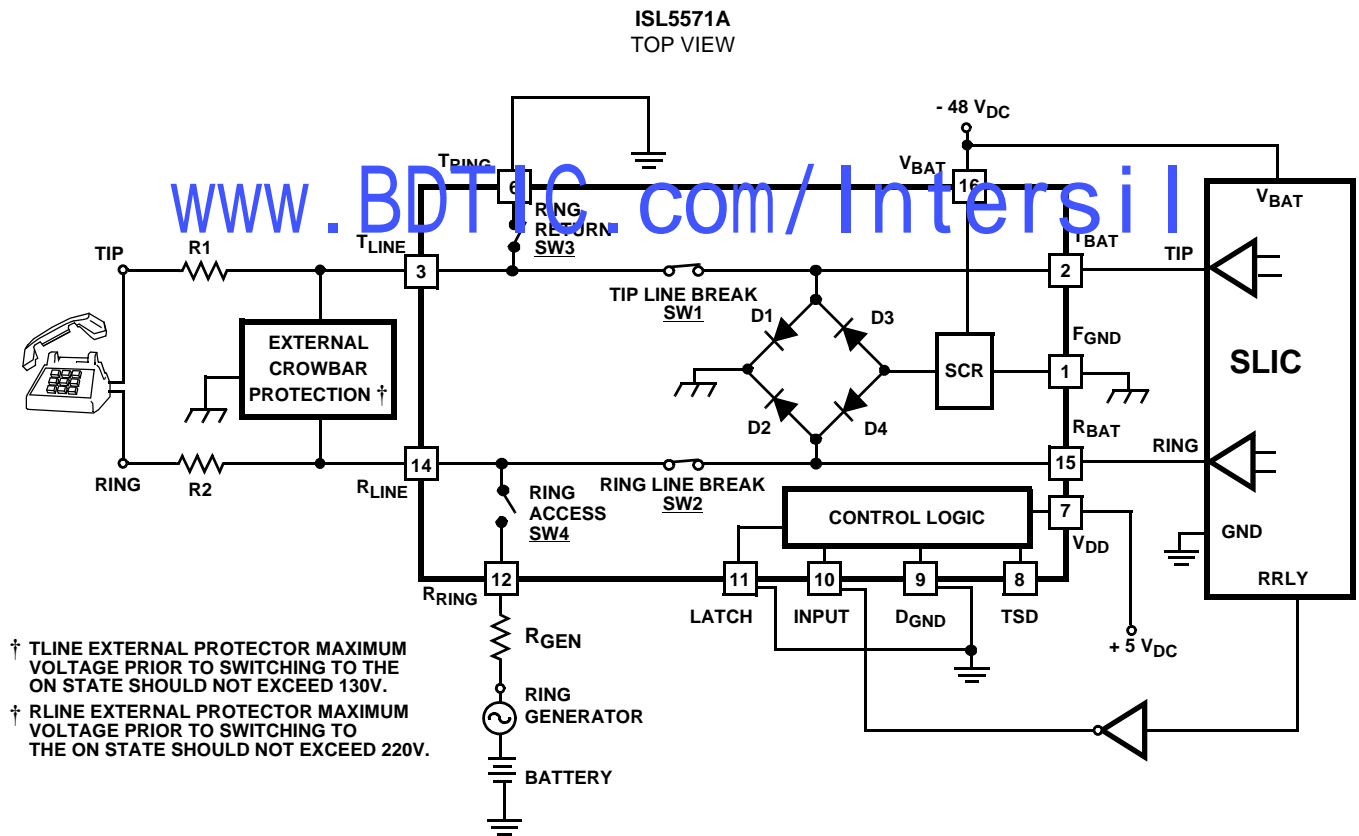 ISL5571A
TOP VIEW
- 48 VDC
TRING
6
VBAT
16
VBAT
www.BDTIC.com/Intersil
RING
RETURN
SW3
TLINE
TBAT
TIP
R1
3
2
TIP
TIP LINE BREAK
SW1
D1
D3
FGND
EXTERNAL
CROWBAR
PROTECTION †
SCR
1
SLIC
D2
D4
RBAT
14
15
RING
RING
R2
RLINE
RING
ACCESS
SW4
RING LINE BREAK
SW2
CONTROL LOGIC
7
VDD
GND
12
11
10
9
8
RRLY
RRING
LATCH
INPUT
DGND
TSD
RGEN
+ 5 VDC
† TLINE EXTERNAL PROTECTOR MAXIMUM
VOLTAGE PRIOR TO SWITCHING TO THE
ON STATE SHOULD NOT EXCEED 130V.
† RLINE EXTERNAL PROTECTOR MAXIMUM
VOLTAGE PRIOR TO SWITCHING TO
THE ON STATE SHOULD NOT EXCEED 220V.
RING
GENERATOR
BATTERY